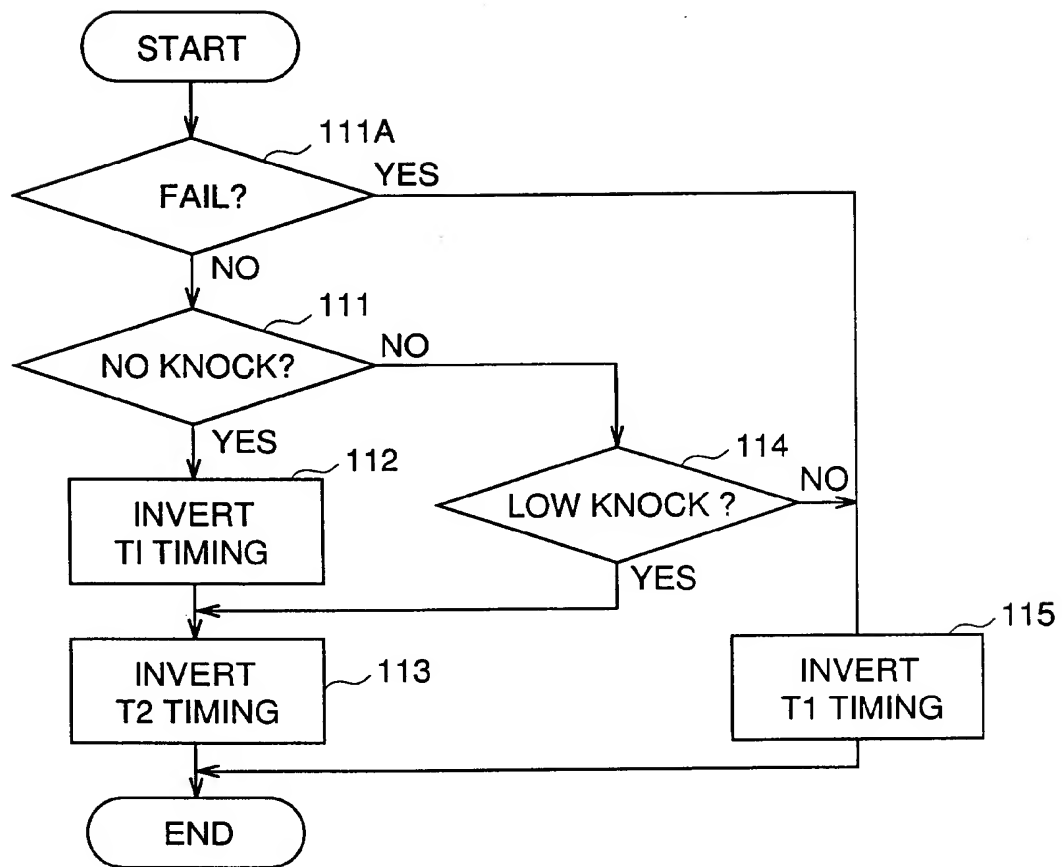 START
111A
FAIL?
YES
NO
111
NO KNOCK?
NO
YES
112
114
LOW KNOCK ?
NO
INVERT
TI TIMING
YES
115
INVERT
T2 TIMING
113
INVERT
T1 TIMING
END